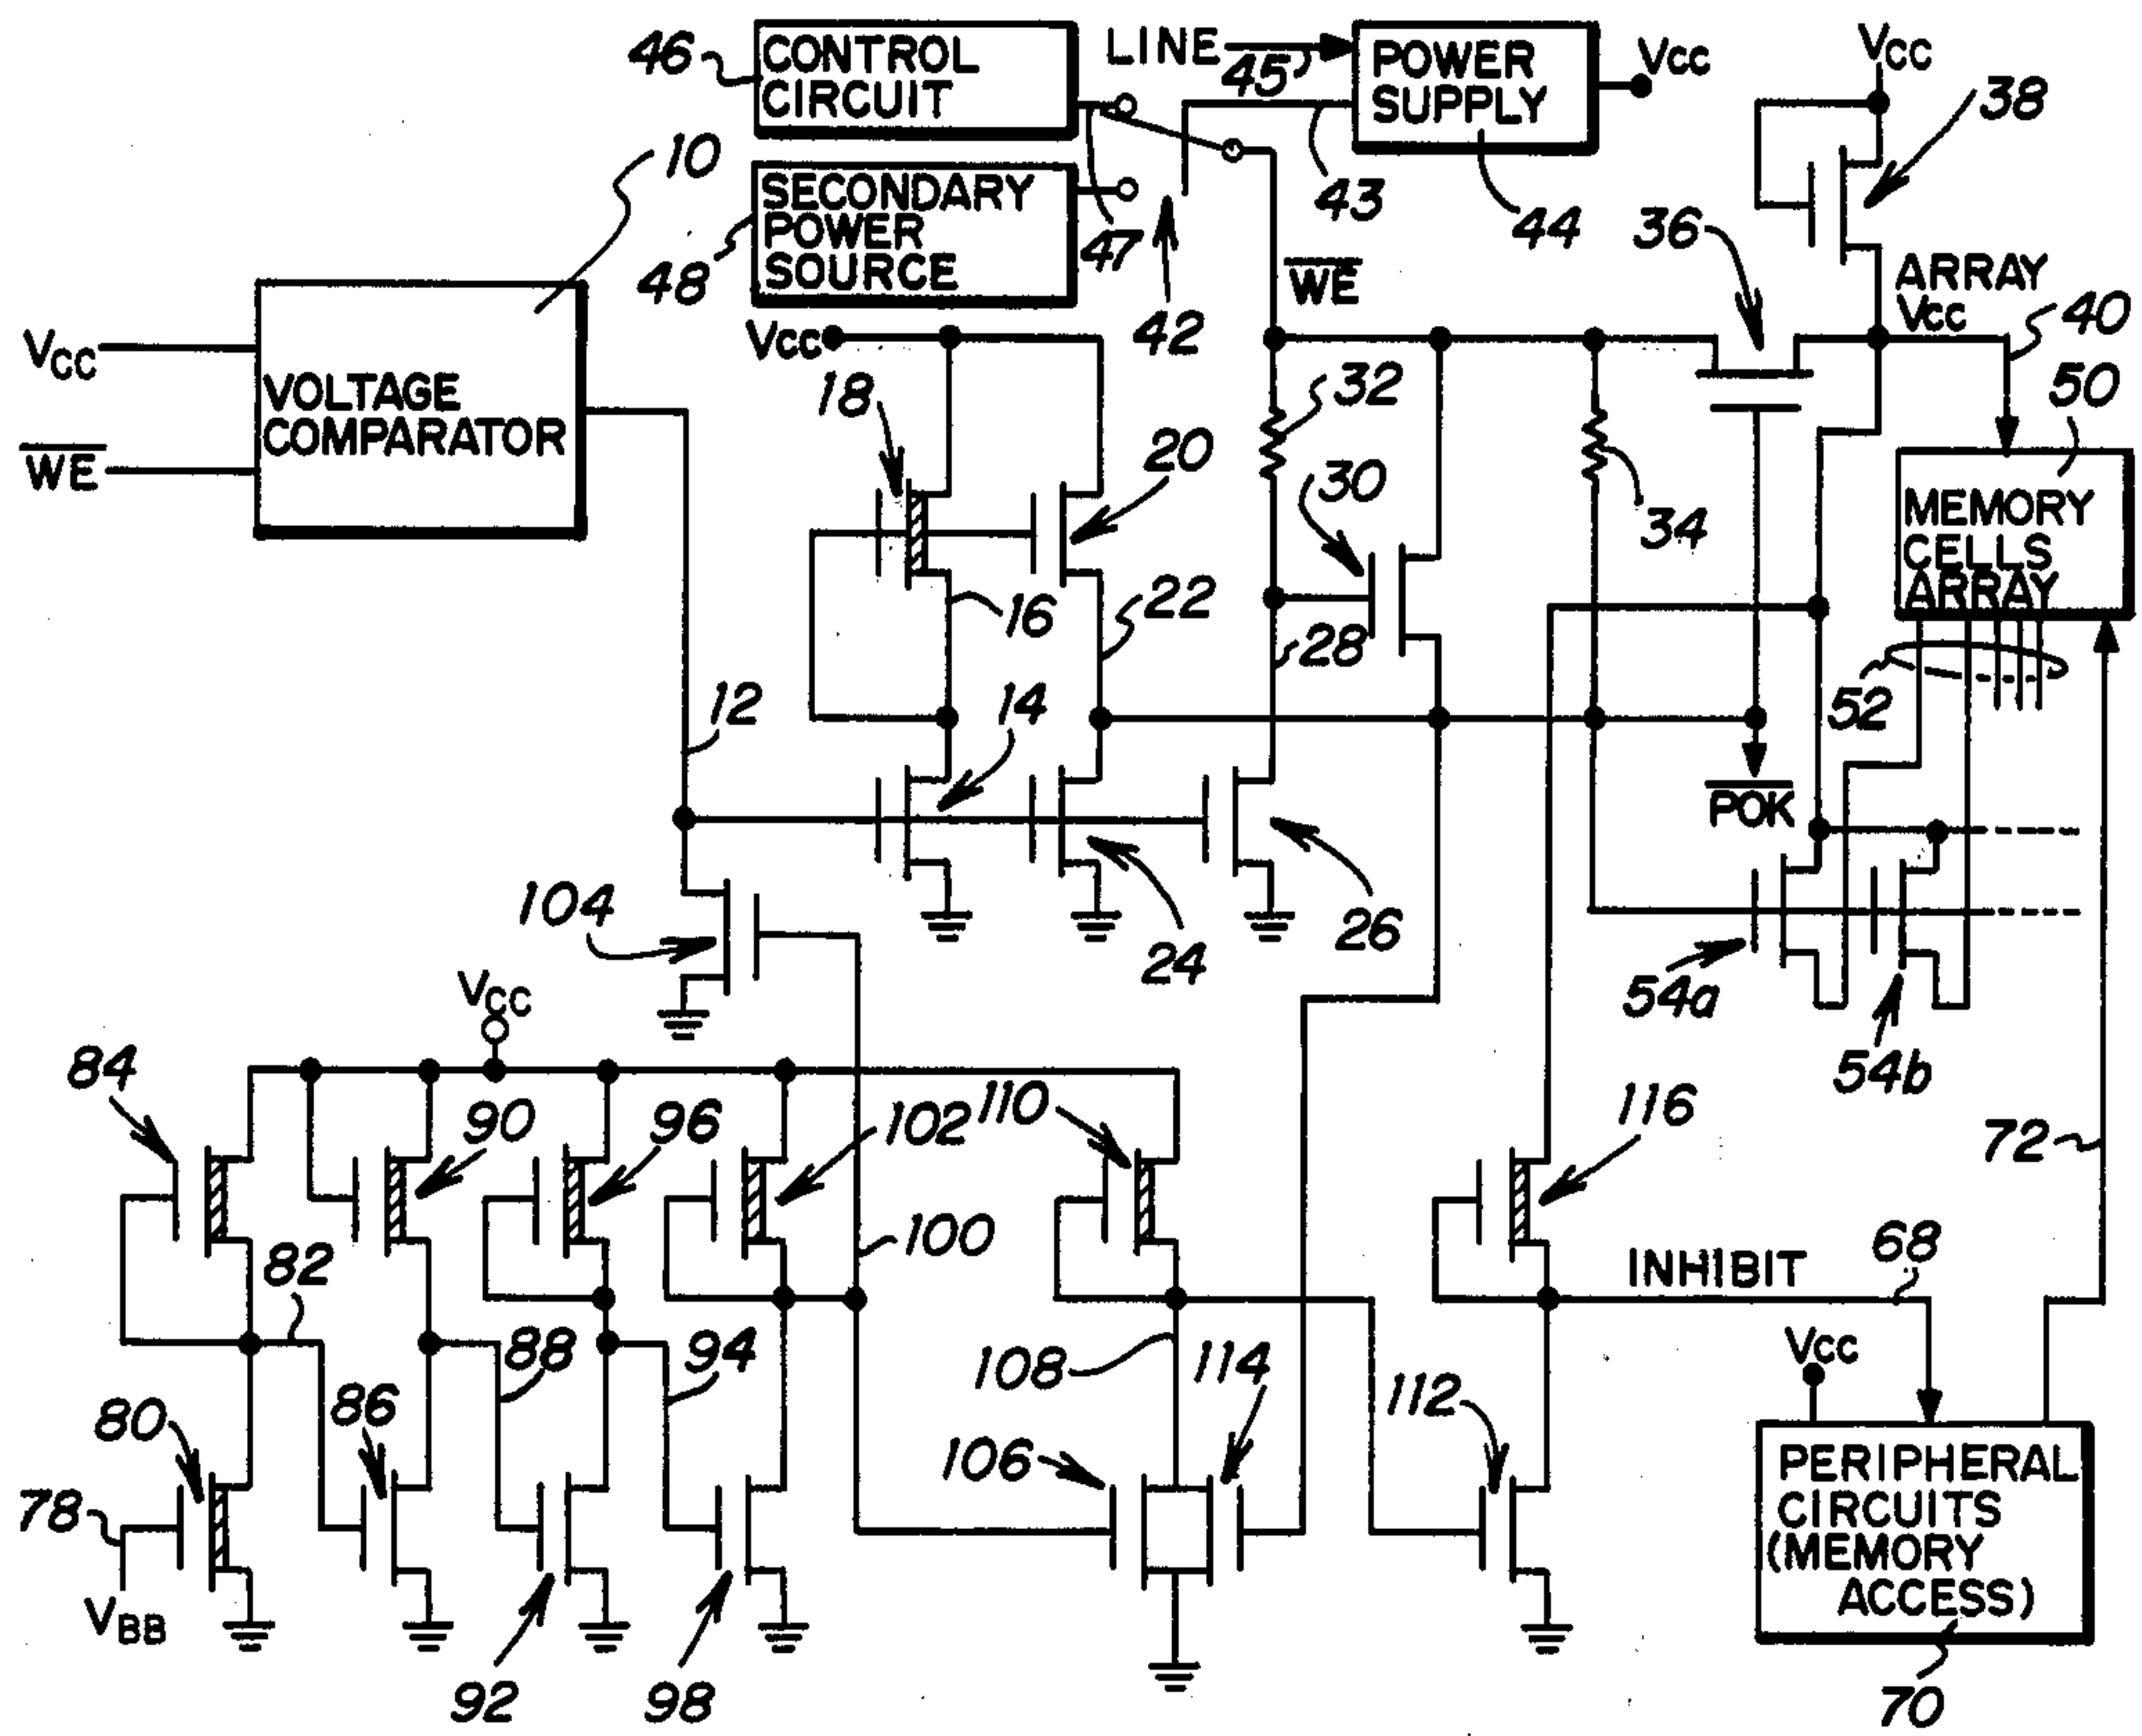 46
CONTROL
CIRCUIT
LINE
45
POWER
SUPPLY
Vcc
VCC
38
10
SECONDARY
POWER
SOURCE
48
47
42
43
44
36
W̅E̅
ARRAY
Vcc
40
50
VCC
VOLTAGE
COMPARATOR
W̅E̅
Vcc
18
20
32
30
34
MEMORY
CELLS
ARRAY
16
22
28
52
12
14
P̅O̅K̅
104
24
26
54a
54b
VCC
84
90
96
102
110
116
72
82
100
68
INHIBIT
88
94
108
114
112
Vcc
80
86
106
78
VBB
PERIPHERAL
CIRCUITS
(MEMORY
ACCESS)
92
98
70